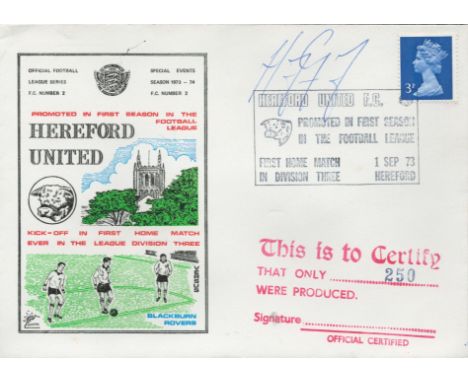 OFFICIAL FOOTBALL
LEAGUE SERIES
F.C. NUMBER 2
SPECIAL EVENTS
SEASON 1973 - 74
F.C. NUMBER 2
PROMOTED IN FIRST SEASON IN THE
FOOTBALL
LEAGUE
HEREFORD
UNITED
KICK-OFF IN FIRST HOME MATCH
EVER IN THE LEAGUE DIVISION THREE
BLACKBURN
ROVERS
3P
HEREFORD UNITED F.C.
PROMOTED IN FIRST SEASON
IN THE FOOTBALL LEAGUE
FIRST HOME MATCH 1 SEP 73
IN DIVISION THREE HEREFORD
This is to Certify
THAT ONLY 250
WERE PRODUCED.
Signature
OFFICIAL CERTIFIED